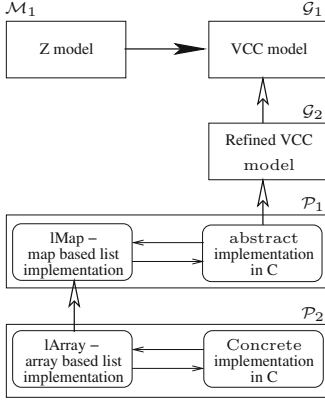 ℳ₁ 𝒢₁
Z model
VCC model
𝒢₂
Refined VCC
model
𝒫₁
lMap –
map based list
implementation
abstract
implementation
in C
𝒫₂
lArray –
array based list
implementation
Concrete
implementation
in C